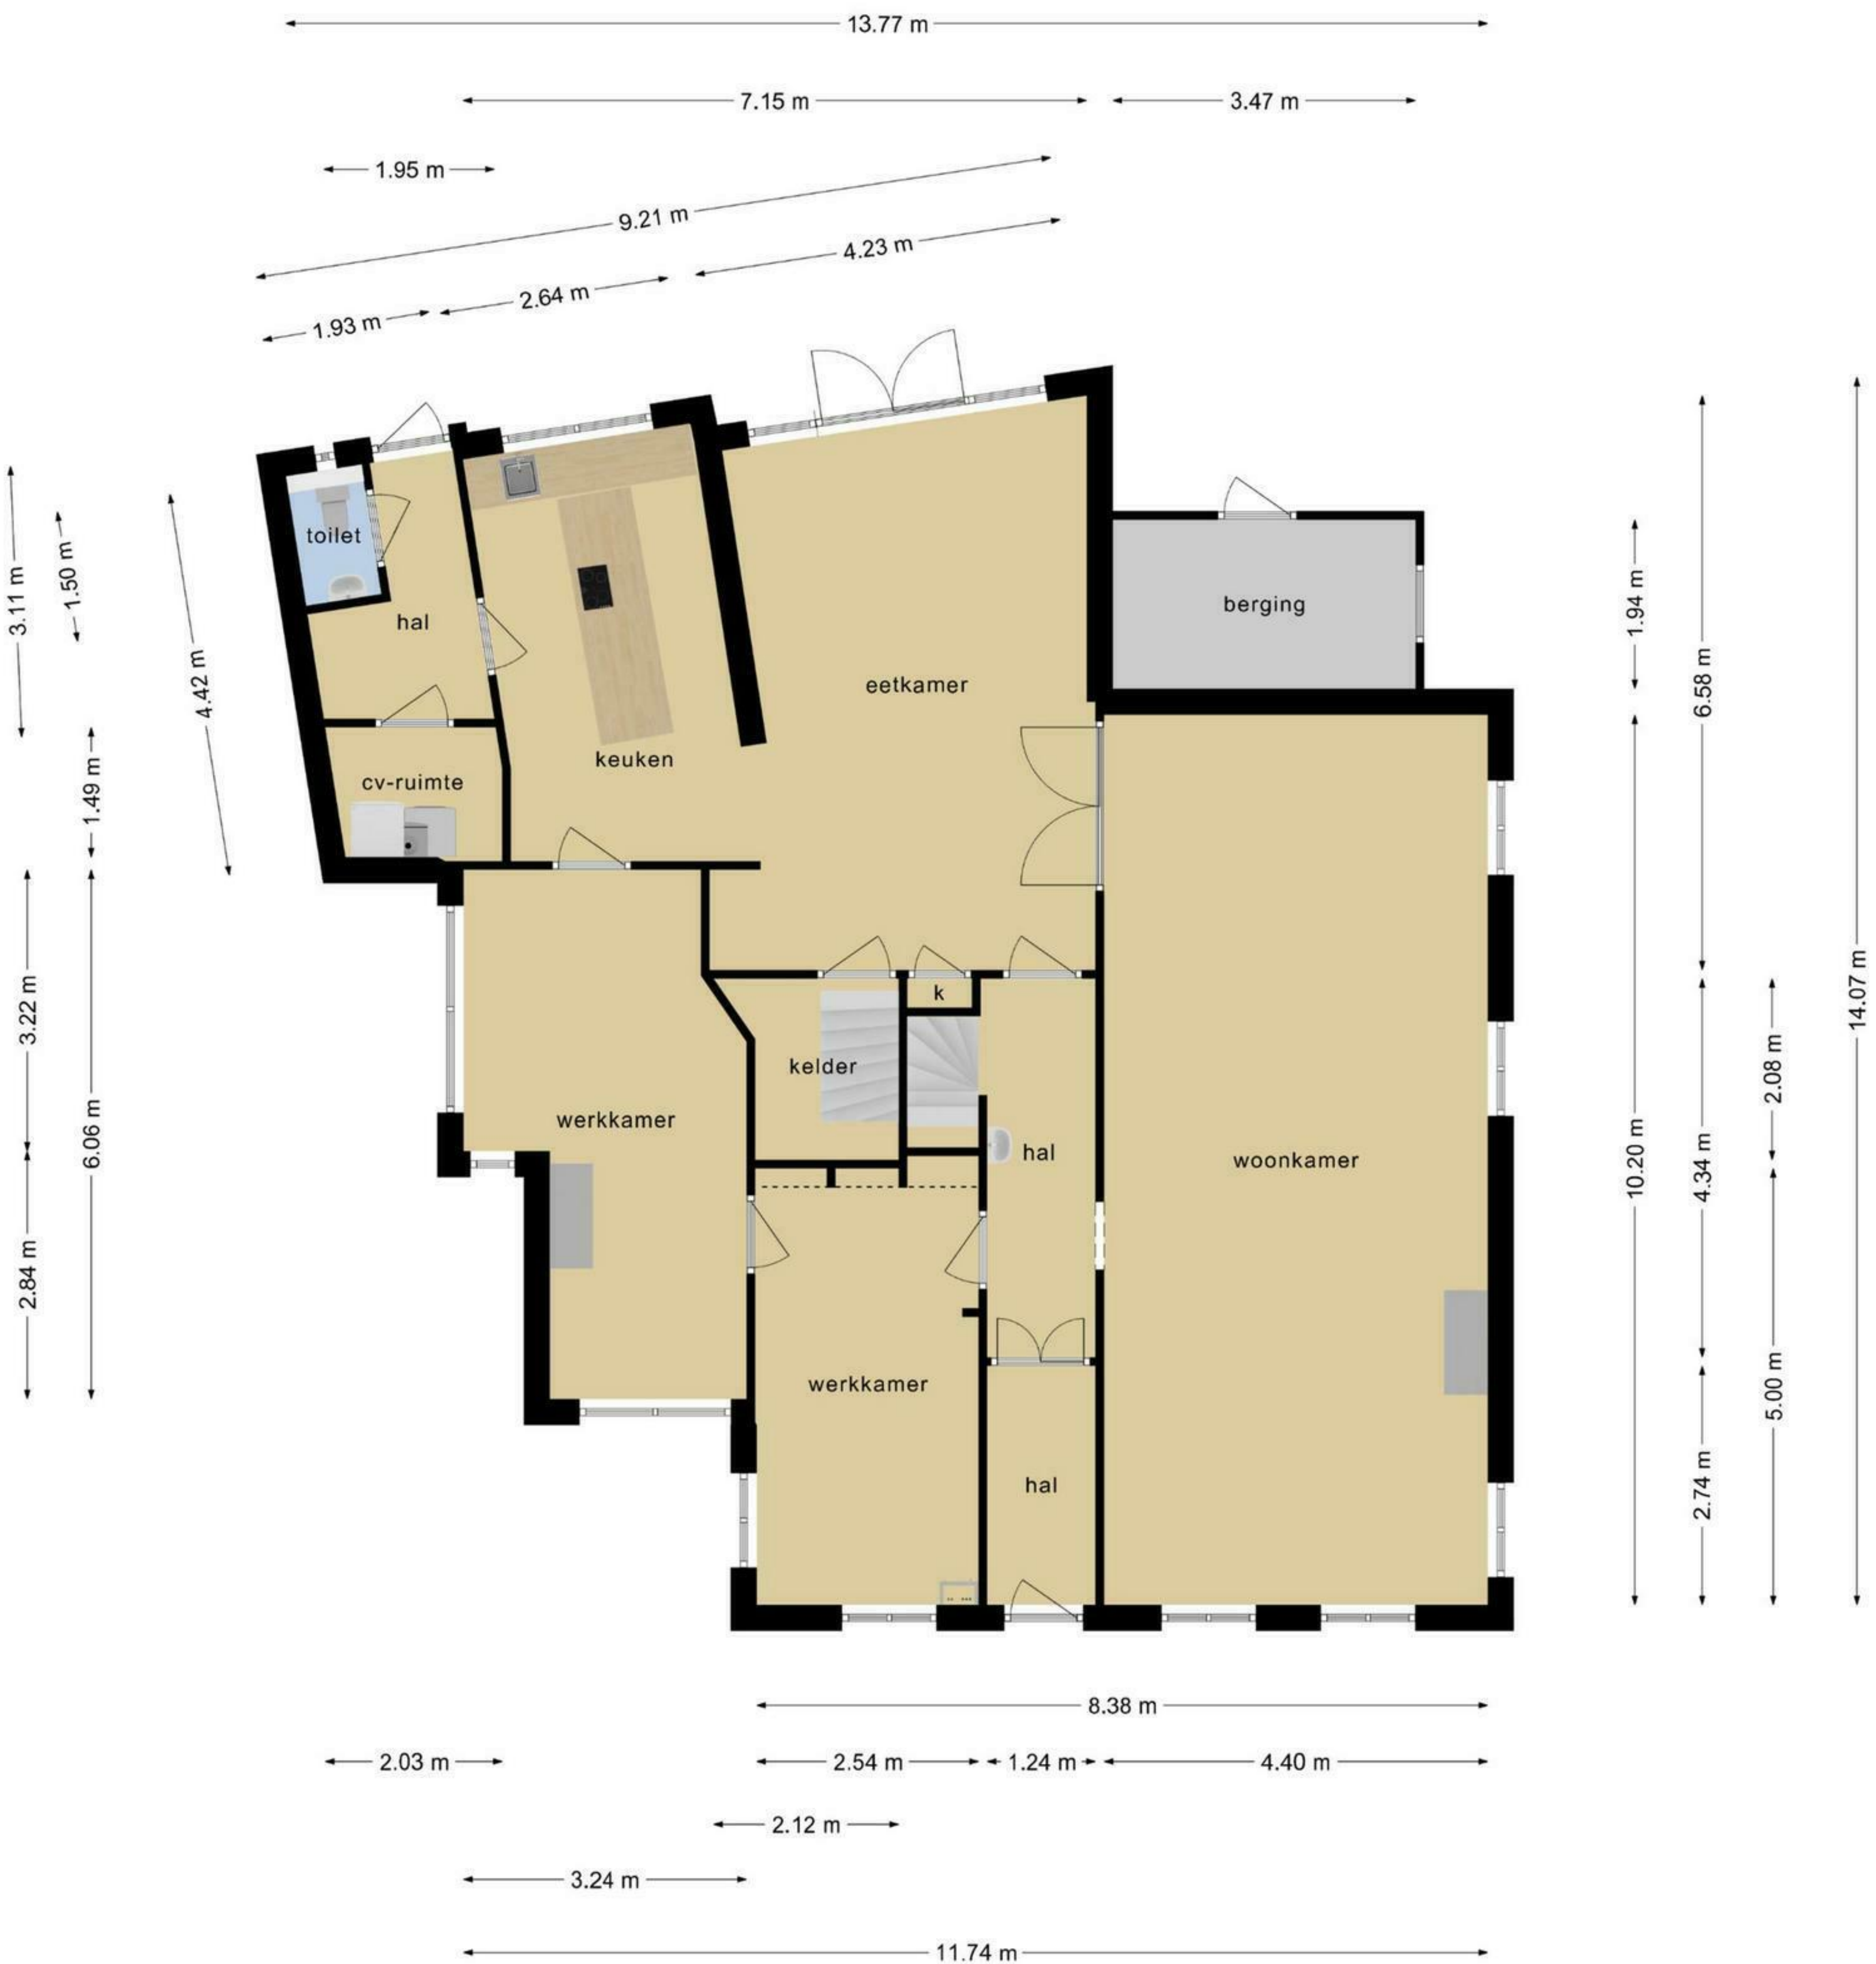 13.77 m
7.15 m
3.47 m
1.95 m
9.21 m
4.23 m
2.64 m
1.93 m
toilet
hal
keuken
eetkamer
berging
cv-ruimte
3.11 m
1.50 m
4.42 m
1.49 m
1.94 m
6.58 m
14.07 m
k
kelder
werkkamer
hal
woonkamer
3.22 m
6.06 m
2.84 m
10.20 m
4.34 m
2.08 m
werkkamer
hal
2.74 m
5.00 m
8.38 m
2.03 m
2.54 m
1.24 m
4.40 m
2.12 m
3.24 m
11.74 m